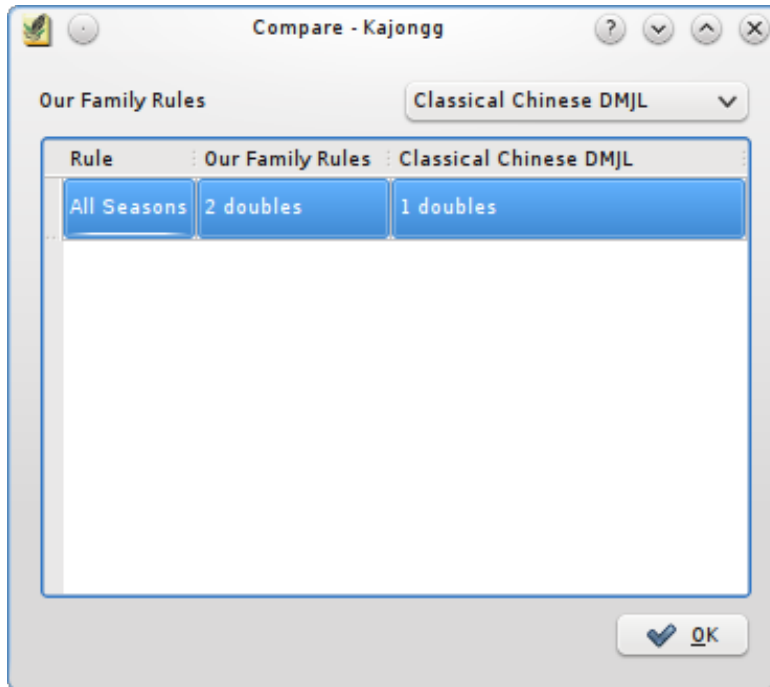 Compare - Kajongg
Our Family Rules Classical Chinese DMJL
Rule Our Family Rules Classical Chinese DMJL
All Seasons 2 doubles 1 doubles
OK